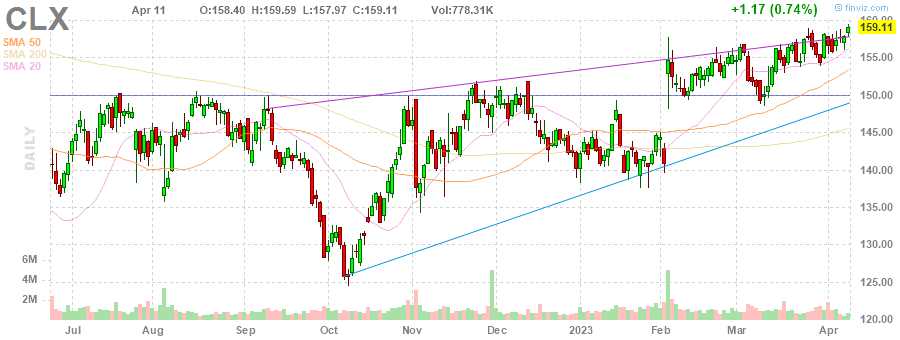 CLX Apr 11 O:158.40 H:159.59 L:157.97 C:159.11 Vol:778.31K +1.17 (0.74%) © finviz.com
SMA 50
SMA 200
SMA 20
DAILY
160.00
159.11
155.00
150.00
145.00
140.00
135.00
130.00
125.00
120.00
6M
4M
2M
Jul Aug Sep Oct Nov Dec 2023 Feb Mar Apr